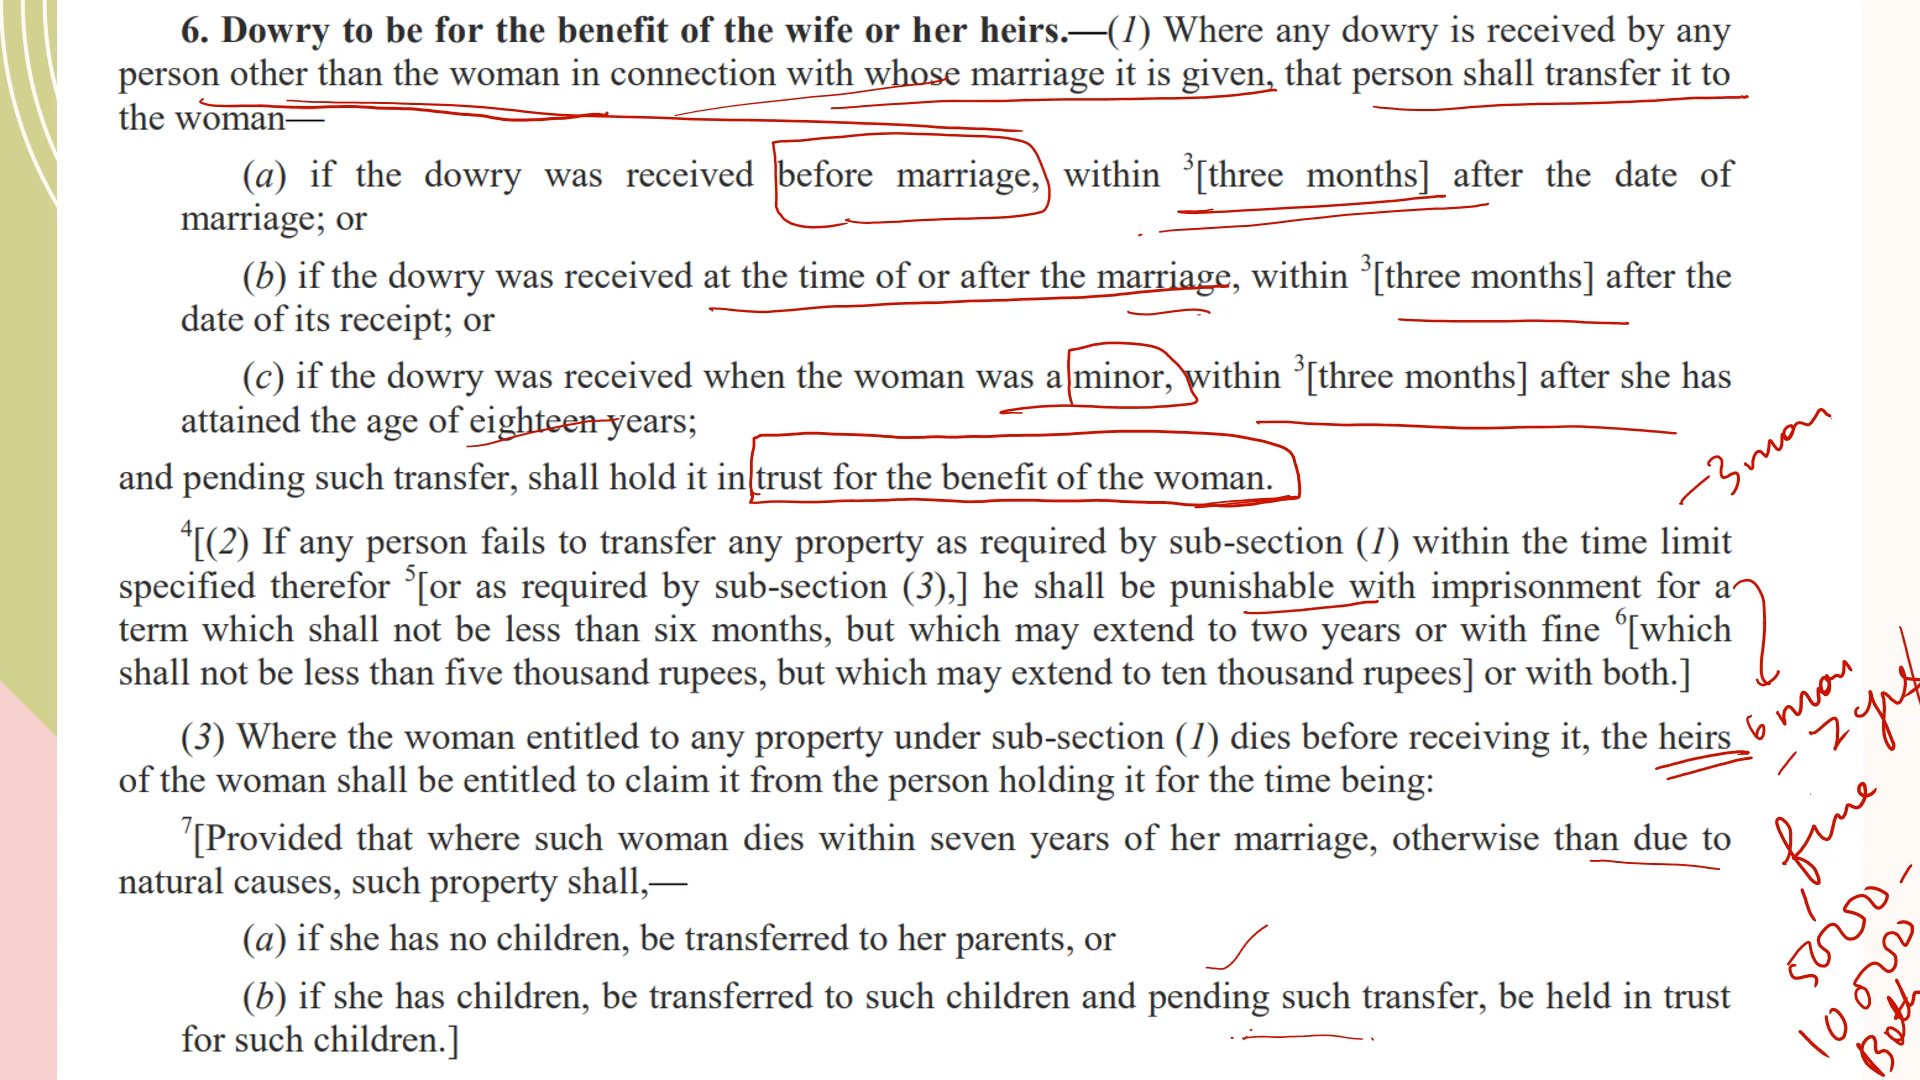 6. Dowry to be for the benefit of the wife or her heirs.—(1) Where any dowry is received by any
person other than the woman in connection with whose marriage it is given, that person shall transfer it to
the woman—
(a) if the dowry was received before marriage, within 3[three months] after the date of
marriage; or
(b) if the dowry was received at the time of or after the marriage, within 3[three months] after the
date of its receipt; or
(c) if the dowry was received when the woman was a minor, within 3[three months] after she has
attained the age of eighteen years;
and pending such transfer, shall hold it in trust for the benefit of the woman.
4[(2) If any person fails to transfer any property as required by sub-section (1) within the time limit
specified therefor 5[or as required by sub-section (3),] he shall be punishable with imprisonment for a
term which shall not be less than six months, but which may extend to two years or with fine 6[which
shall not be less than five thousand rupees, but which may extend to ten thousand rupees] or with both.]
(3) Where the woman entitled to any property under sub-section (1) dies before receiving it, the heirs
of the woman shall be entitled to claim it from the person holding it for the time being:
7[Provided that where such woman dies within seven years of her marriage, otherwise than due to
natural causes, such property shall,—
(a) if she has no children, be transferred to her parents, or
(b) if she has children, be transferred to such children and pending such transfer, be held in trust
for such children.]
-3 mon
6 mon
- 2 yrs
fine
- 5000 -
10000
Both